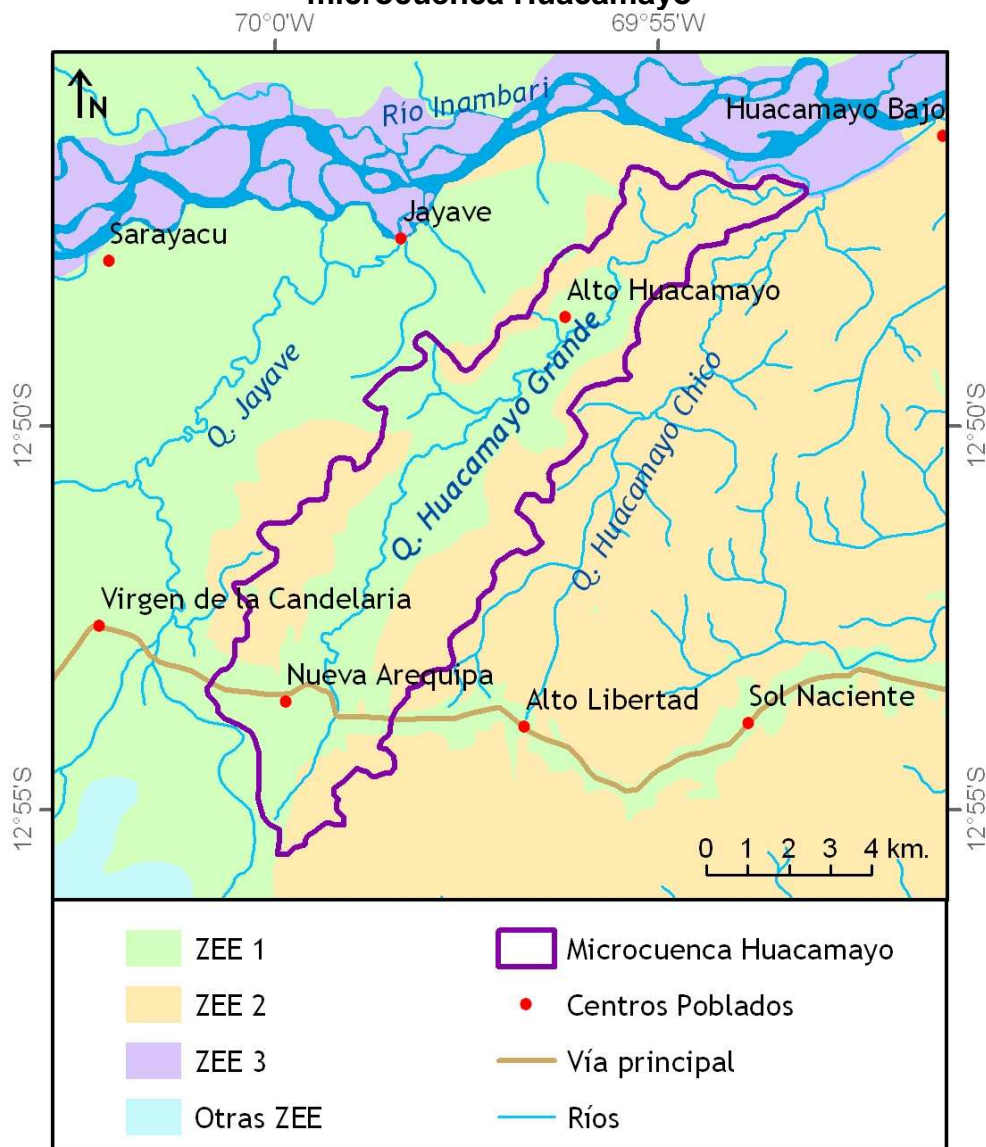 microcuenca Huacamayo
70°0'W
69°55'W
N
Río Inambari
Huacamayo Bajo
Jayave
Sarayacu
Alto Huacamayo
Q. Jayave
Q. Huacamayo Grande
Q. Huacamayo Chico
12°50'S
12°50'S
Virgen de la Candelaria
Nueva Arequipa
Alto Libertad
Sol Naciente
12°55'S
12°55'S
0 1 2 3 4 km.
ZEE 1
Microcuenca Huacamayo
ZEE 2
Centros Poblados
ZEE 3
Vía principal
Otras ZEE
Ríos